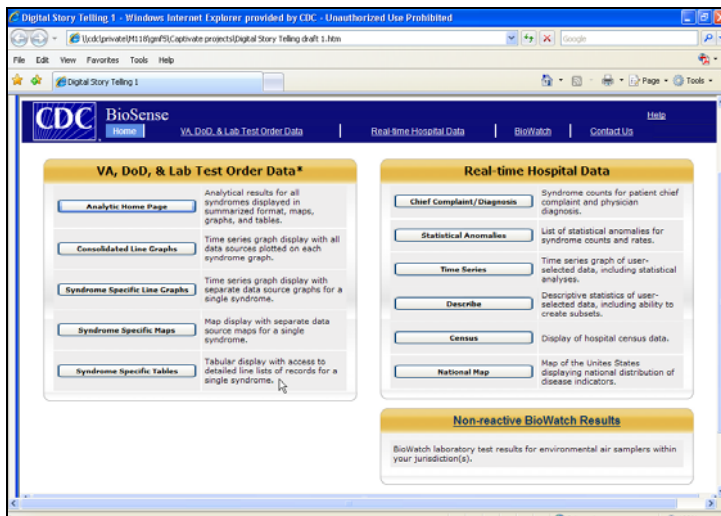 Digital Story Telling 1 - Windows Internet Explorer provided by CDC - Unauthorized Use Prohibited
Google
File Edit View Favorites Tools Help
Digital Story Telling 1
Page Tools
CDC BioSense
Help
Home VA, DoD, & Lab Test Order Data Real-time Hospital Data BioWatch Contact Us
VA, DoD, & Lab Test Order Data*
Analytic Home Page
Analytical results for all
syndromes displayed in
summarized format, maps,
graphs, and tables.
Consolidated Line Graphs
Time series graph display with all
data sources plotted on each
syndrome graph.
Syndrome Specific Line Graphs
Time series graph display with
separate data source graphs for a
single syndrome.
Syndrome Specific Maps
Map display with separate data
source maps for a single
syndrome.
Syndrome Specific Tables
Tabular display with access to
detailed line lists of records for a
single syndrome.
Real-time Hospital Data
Chief Complaint/Diagnosis
Syndrome counts for patient chief
complaint and physician
diagnosis.
Statistical Anomalies
List of statistical anomalies for
syndrome counts and rates.
Time Series
Time series graph of user-
selected data, including statistical
analyses.
Describe
Descriptive statistics of user-
selected data, including ability to
create subsets.
Census
Display of hospital census data.
National Map
Map of the Unites States
displaying national distribution of
disease indicators.
Non-reactive BioWatch Results
BioWatch laboratory test results for environmental air samplers within
your jurisdiction(s).